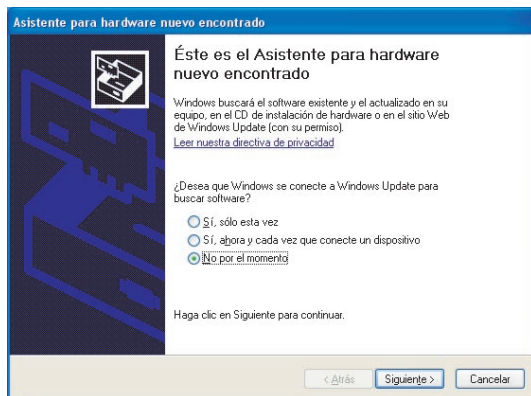 Asistente para hardware nuevo encontrado
Éste es el Asistente para hardware
nuevo encontrado
Windows buscará el software existente y el actualizado en su
equipo, en el CD de instalación de hardware o en el sitio Web
de Windows Update (con su permiso).
Leer nuestra directiva de privacidad
¿Desea que Windows se conecte a Windows Update para
buscar software?
Sí, sólo esta vez
Sí, ahora y cada vez que conecte un dispositivo
No por el momento
Haga clic en Siguiente para continuar.
< Atrás
Siguiente >
Cancelar